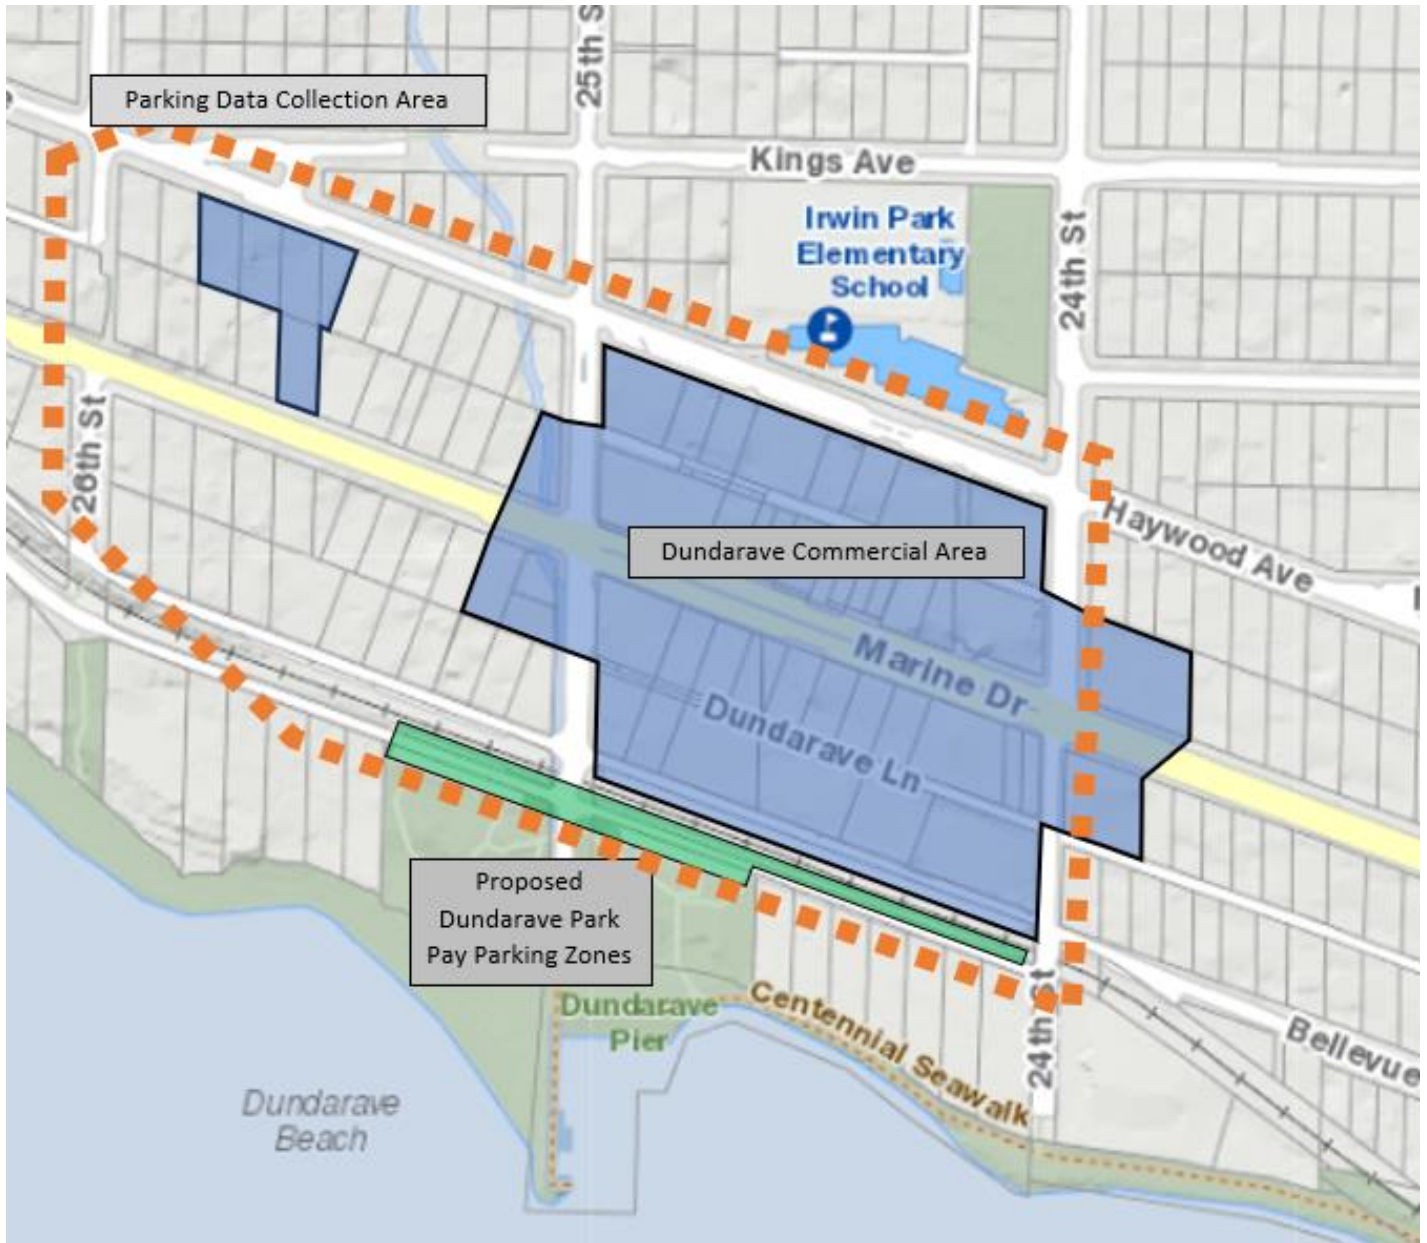 25th S
Parking Data Collection Area
Kings Ave
Irwin Park
Elementary
School
24th St
26th St
Haywood Ave
Dundarave Commercial Area
Marine Dr
Dundarave Ln
Proposed
Dundarave Park
Pay Parking Zones
Dundarave
Pier
Centennial Seawalk
24th St
Bellevue
Dundarave
Beach